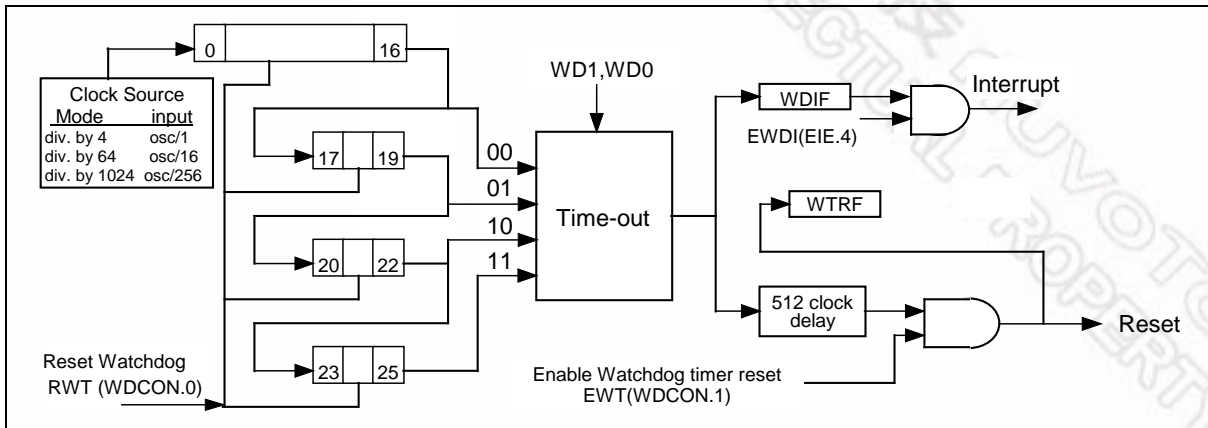 0
16
Clock Source
Mode input
div. by 4 osc/1
div. by 64 osc/16
div. by 1024 osc/256
17 19
20 22
23 25
Reset Watchdog
RWT (WDCON.0)
00
01
10
11
WD1,WD0
Time-out
WDIF
EWDI(EIE.4)
Interrupt
WTRF
512 clock
delay
Enable Watchdog timer reset
EWT(WDCON.1)
Reset